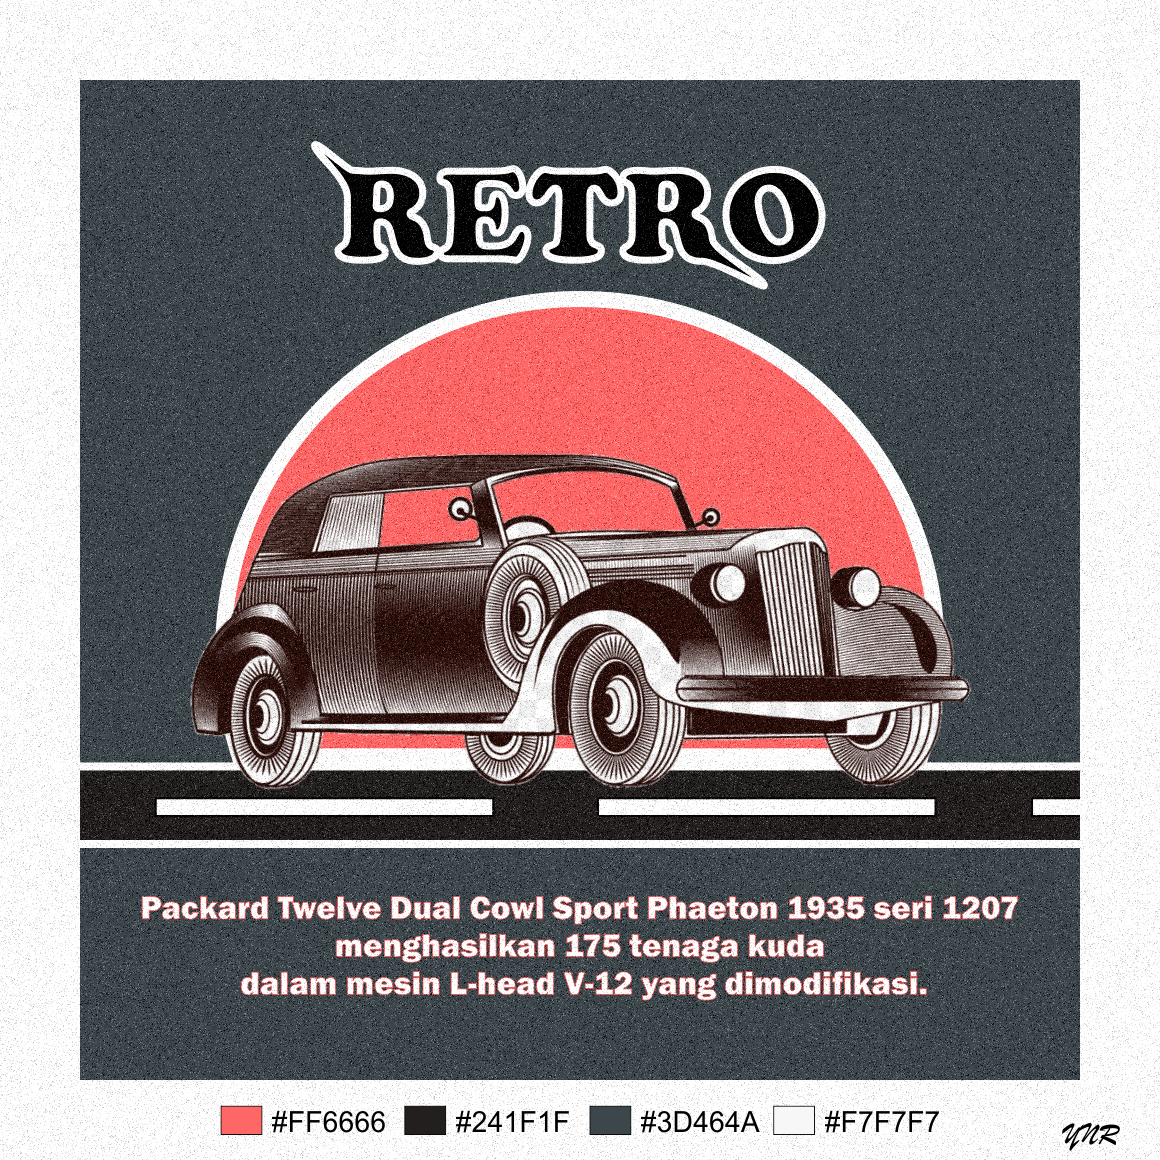 RETRO
Packard Twelve Dual Cowl Sport Phaeton 1935 seri 1207
menghasilkan 175 tenaga kuda
dalam mesin L-head V-12 yang dimodifikasi.
#FF6666 #241F1F #3D464A #F7F7F7
YNR